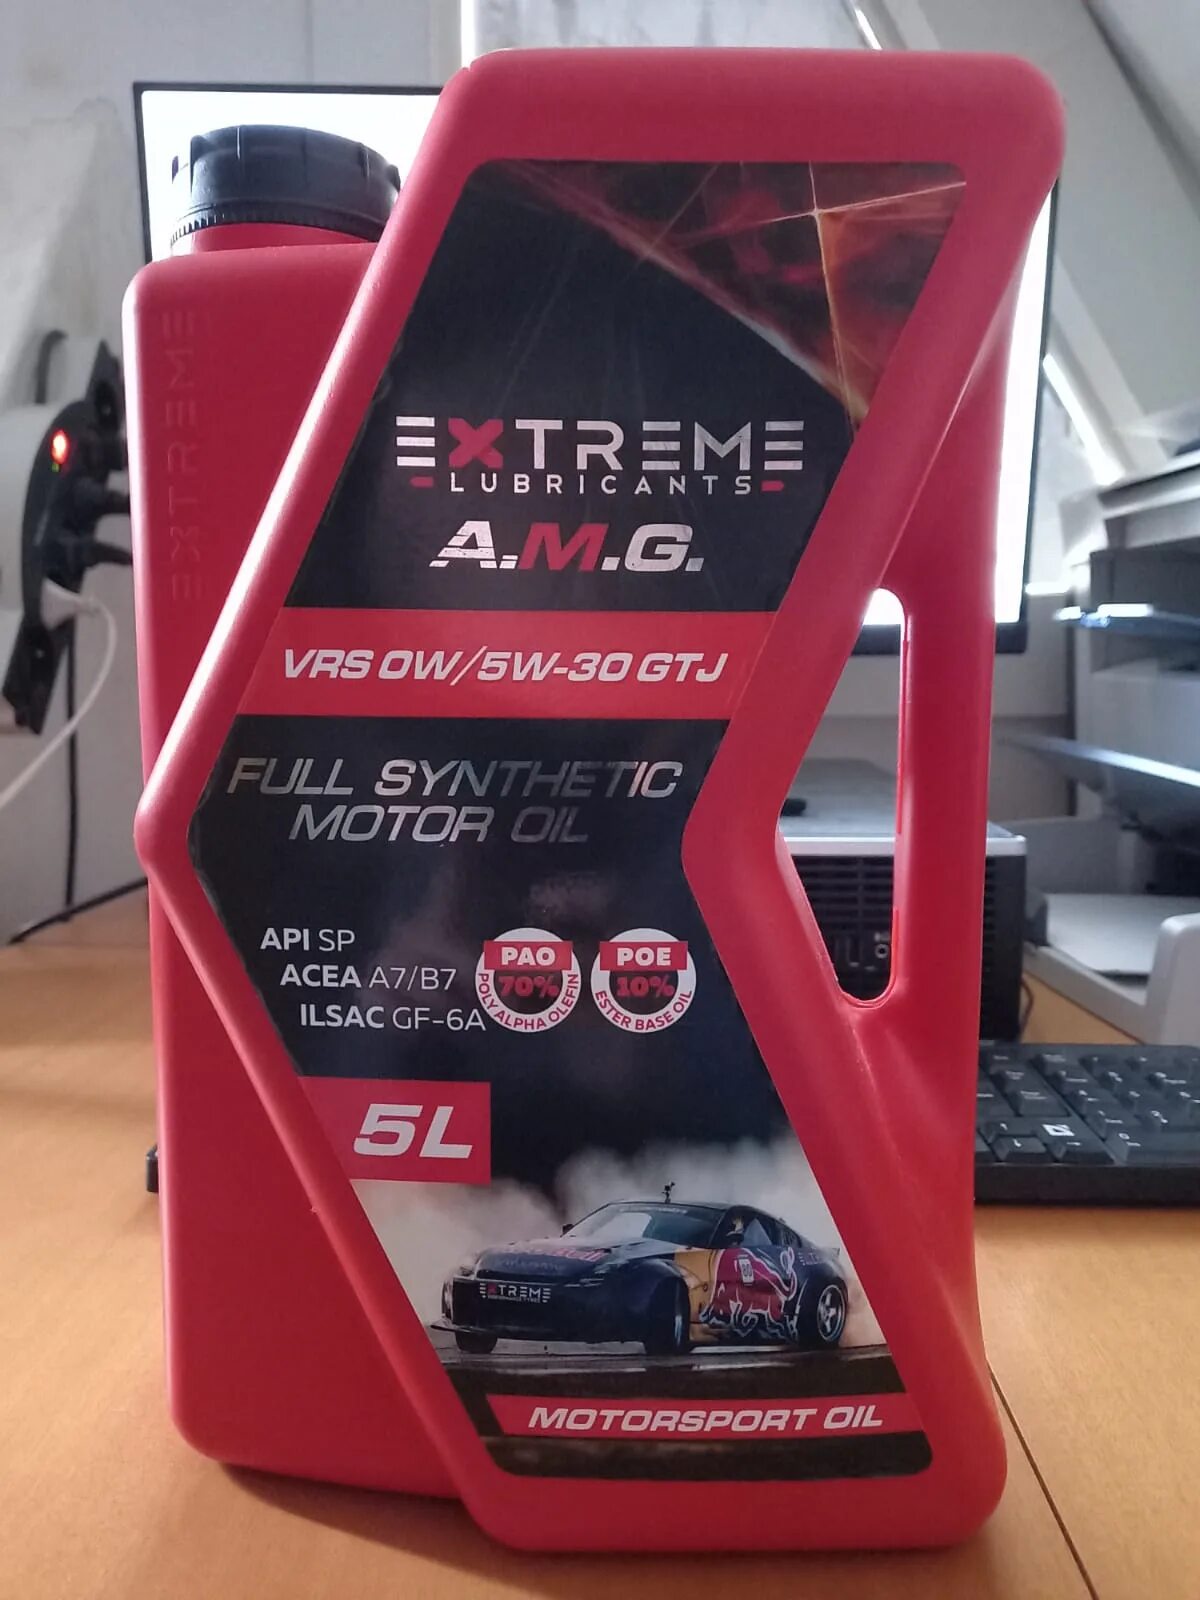 EXTREME
EXTREME
LUBRICANTS
A.M.G.
VRS 0W/5W-30 GTJ
FULL SYNTHETIC
MOTOR OIL
API SP
ACEA A7/B7
ILSAC GF-6A
PAO
70%
POLY ALPHA OLEFIN
POE
10%
ESTER BASE OIL
5L
EXTREME
MOTORSPORT OIL